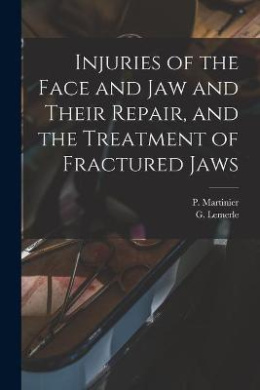 Injuries of the
Face and Jaw and
Their Repair, and
the Treatment of
Fractured Jaws
P. Martinier
G. Lemerle